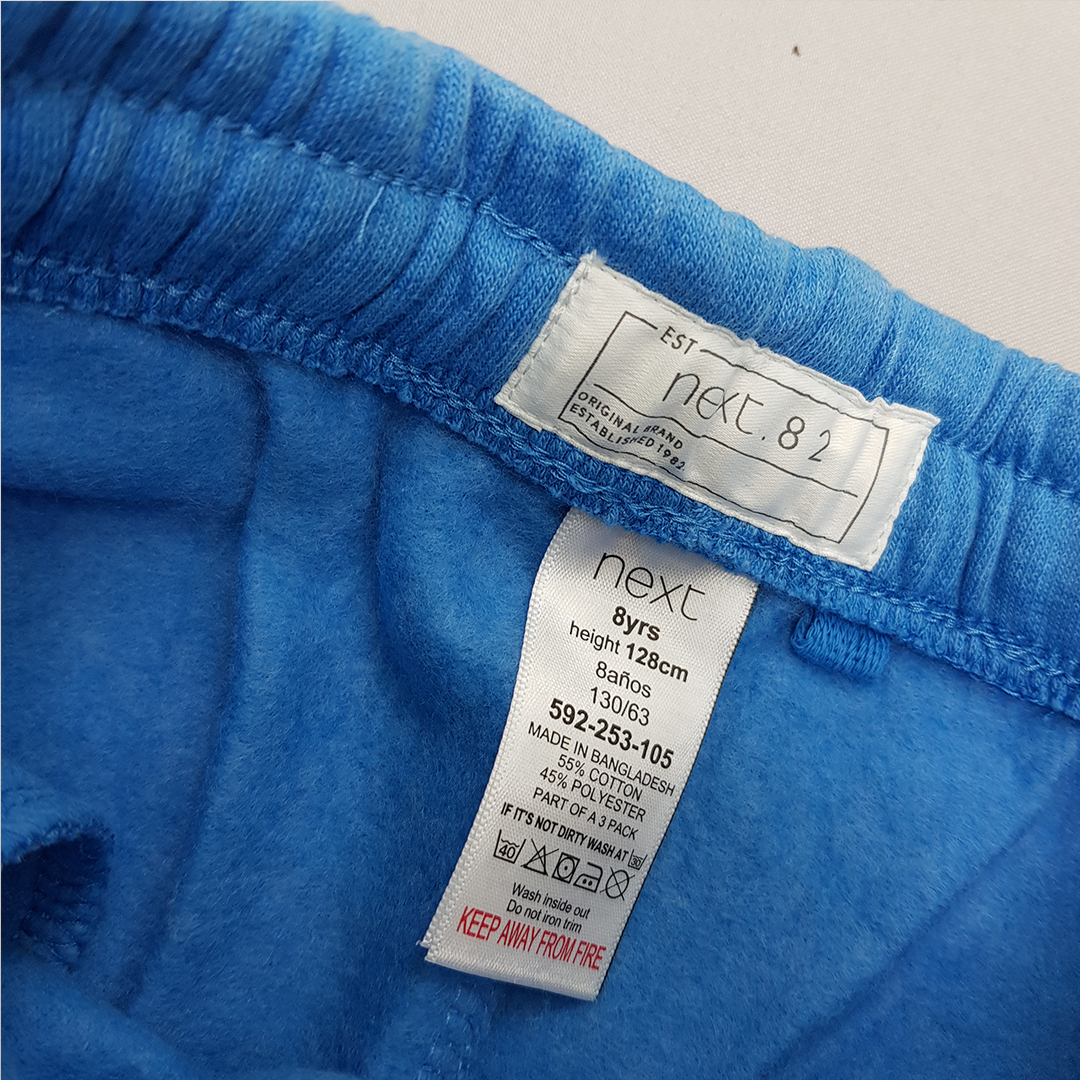 EST
next.82
ORIGINAL BRAND
ESTABLISHED 1982
next
8yrs
height 128cm
8años
130/63
592-253-105
MADE IN BANGLADESH
55% COTTON
45% POLYESTER
PART OF A 3 PACK
IF IT'S NOT DIRTY WASH AT 30
40
Wash inside out
Do not iron trim
KEEP AWAY FROM FIRE